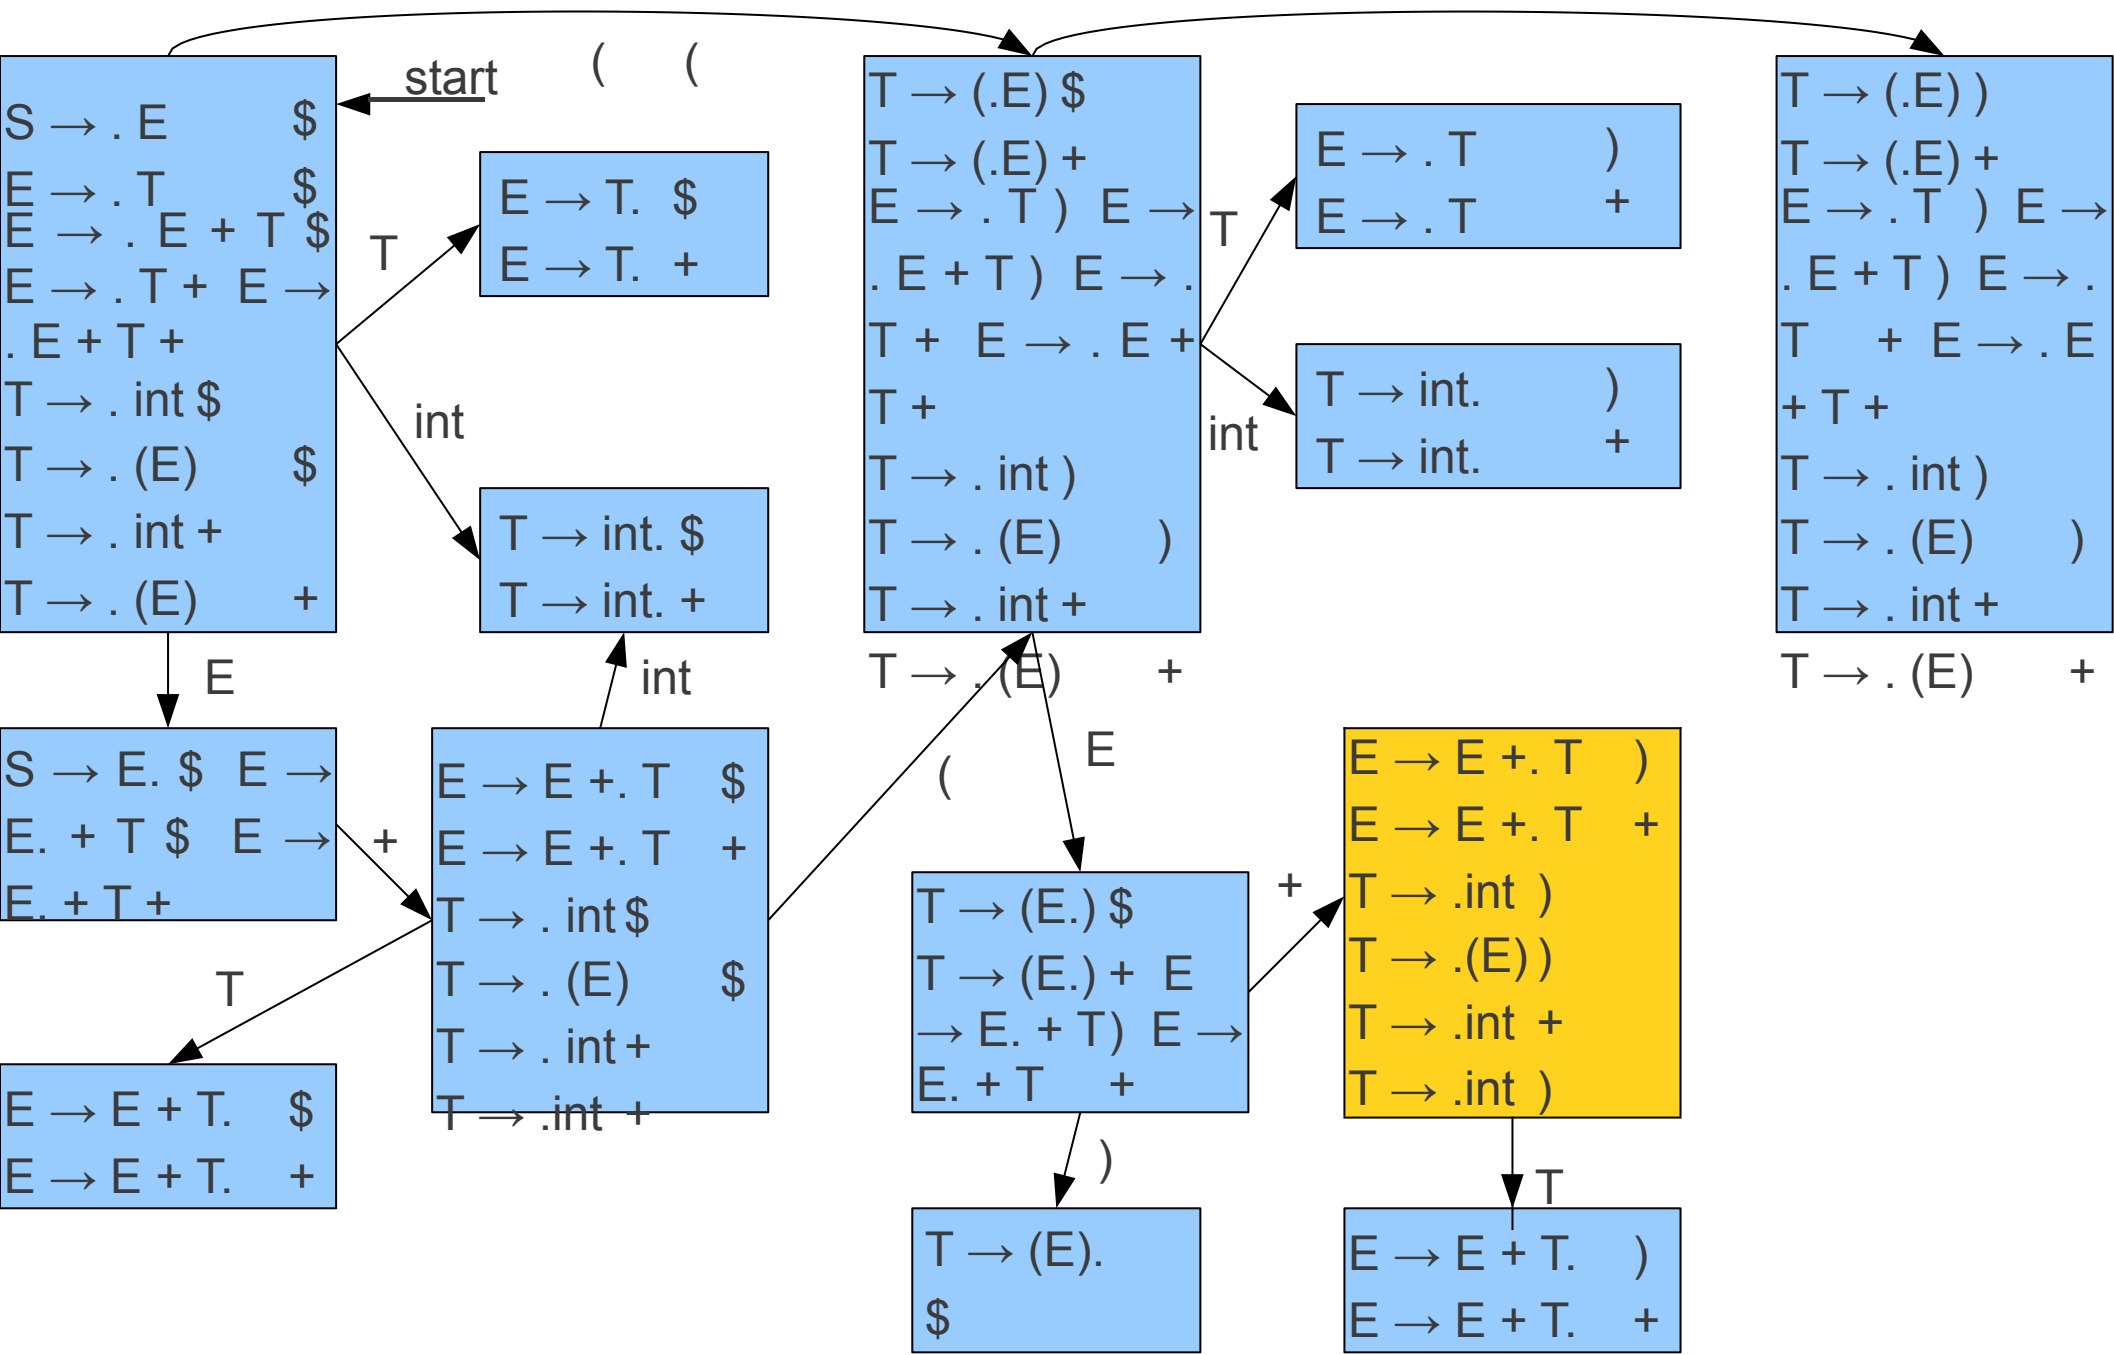 start
(
(
S → . E $
E → . T $
E → . E + T $
E → . T + E →
. E + T +
T → . int $
T → . (E) $
T → . int +
T → . (E) +
T
E → T. $
E → T. +
int
T → int. $
T → int. +
T → (.E) $
T → (.E) +
E → . T ) E →
. E + T ) E → .
T + E → . E +
T +
T → . int )
T → . (E) )
T → . int +
T → . (E) +
T
E → . T )
E → . T +
int
T → int. )
T → int. +
T → (.E) )
T → (.E) +
E → . T ) E →
. E + T ) E → .
T + E → . E
+ T +
T → . int )
T → . (E) )
T → . int +
T → . (E) +
E
S → E. $ E →
E. + T $ E →
E. + T +
+
int
E → E +. T $
E → E +. T +
T → . int $
T → . (E) $
T → . int +
T → .int +
T
E → E + T. $
E → E + T. +
(
E
T → (E.) $
T → (E.) + E
→ E. + T) E →
E. + T +
+
E → E +. T )
E → E +. T +
T → .int )
T → .(E) )
T → .int +
T → .int )
)
T → (E).
$
T
E → E + T. )
E → E + T. +